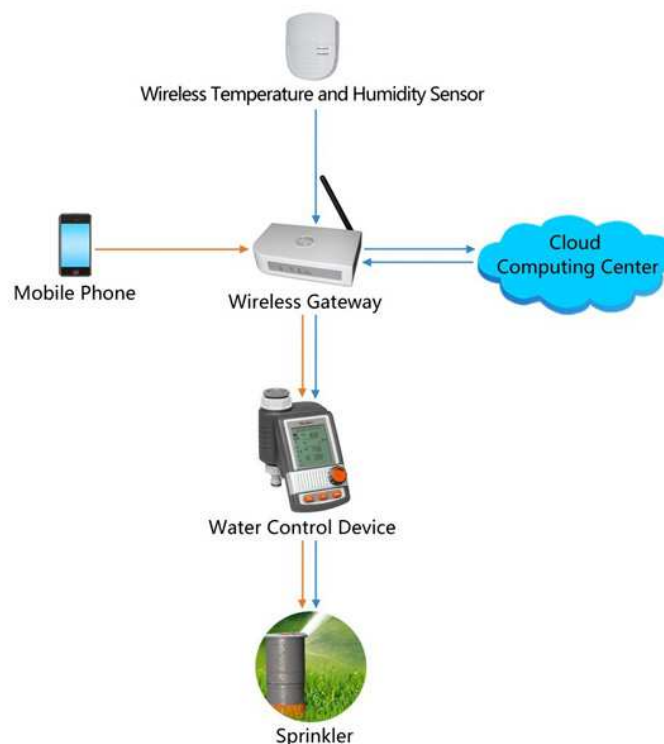 Wireless Temperature and Humidity Sensor
Cloud
Computing Center
Mobile Phone
Wireless Gateway
Water Control Device
Sprinkler